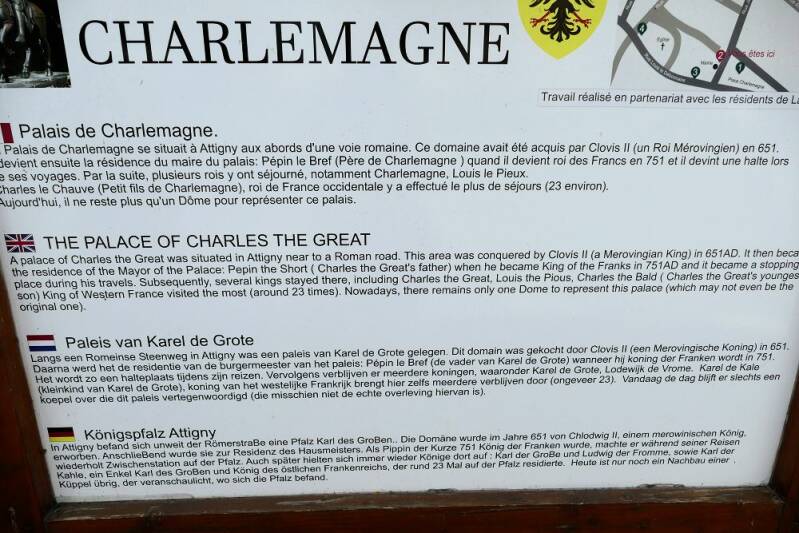 CHARLEMAGNE
4
Eglise
2
Vous êtes ici
Mairie
1
3
Place Charlemagne
Travail réalisé en partenariat avec les résidents de La
Palais de Charlemagne.
Palais de Charlemagne se situait à Attigny aux abords d'une voie romaine. Ce domaine avait été acquis par Clovis II (un Roi Mérovingien) en 651.
devient ensuite la résidence du maire du palais: Pépin le Bref (Père de Charlemagne ) quand il devient roi des Francs en 751 et il devint une halte lors
e ses voyages. Par la suite, plusieurs rois y ont séjourné, notamment Charlemagne, Louis le Pieux.
Charles le Chauve (Petit fils de Charlemagne), roi de France occidentale y a effectué le plus de séjours (23 environ).
Aujourd'hui, il ne reste plus qu'un Dôme pour représenter ce palais.
THE PALACE OF CHARLES THE GREAT
A palace of Charles the Great was situated in Attigny near to a Roman road. This area was conquered by Clovis II (a Merovingian King) in 651AD. It then beca
the residence of the Mayor of the Palace: Pepin the Short ( Charles the Great's father) when he became King of the Franks in 751AD and it became a stopping
place during his travels. Subsequently, several kings stayed there, including Charles the Great, Louis the Pious, Charles the Bald ( Charles the Great's younges
son) King of Western France visited the most (around 23 times). Nowadays, there remains only one Dome to represent this palace (which may not even be the
original one).
Paleis van Karel de Grote
Langs een Romeinse Steenweg in Attigny was een paleis van Karel de Grote gelegen. Dit domain was gekocht door Clovis II (een Merovingische Koning) in 651.
Daarna werd het de residentie van de burgermeester van het paleis: Pépin le Bref (de vader van Karel de Grote) wanneer hij koning der Franken wordt in 751.
Het wordt zo een halteplaats tijdens zijn reizen. Vervolgens verblijven er meerdere koningen, waaronder Karel de Grote, Lodewijk de Vrome. Karel de Kale
(kleinkind van Karel de Grote), koning van het westelijke Frankrijk brengt hier zelfs meerdere verblijven door (ongeveer 23). Vandaag de dag blijft er slechts een
koepel over die dit paleis vertegenwoordigd (die misschien niet de echte overleving hiervan is).
Königspfalz Attigny
In Attigny befand sich unweit der RömerstraBe eine Pfalz Karl des GroBen.. Die Domäne wurde im Jahre 651 von Chlodwig II, einem merowinischen König,
erworben. AnschlieBend wurde sie zur Residenz des Hausmeisters. Als Pippin der Kurze 751 König der Franken wurde, machte er während seiner Reisen
wiederholt Zwischenstation auf der Pfalz. Auch später hielten sich immer wieder Könige dort auf : Karl der GroBe und Ludwig der Fromme, sowie Karl der
Kahle, ein Enkel Karl des GroBen und König des östlichen Frankenreichs, der rund 23 Mal auf der Pfalz residierte. Heute ist nur noch ein Nachbau einer .
Küppel übrig, der veranschaulicht, wo sich die Pfalz befand.